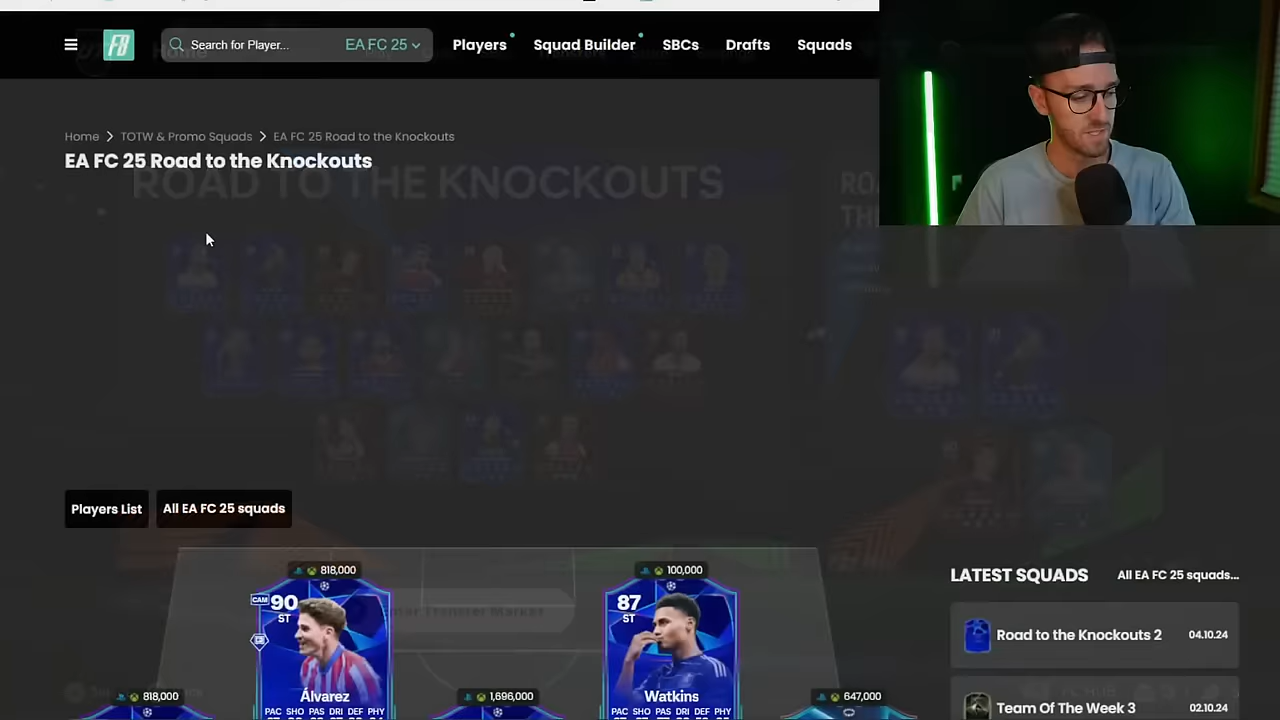 FB
Search for Player...
EA FC 25
Players
Squad Builder
SBCs
Drafts
Squads
Home > TOTW & Promo Squads > EA FC 25 Road to the Knockouts
EA FC 25 Road to the Knockouts
ROAD TO THE KNOCKOUTS
Players List
All EA FC 25 squads
818,000
100,000
CAM
90
ST
87
ST
Álvarez
Watkins
818,000
1,696,000
647,000
PAC SHO PAS DRI DEF PHY
PAC SHO PAS DRI DEF PHY
LATEST SQUADS
All EA FC 25 squads...
Road to the Knockouts 2
04.10.24
Team Of The Week 3
02.10.24